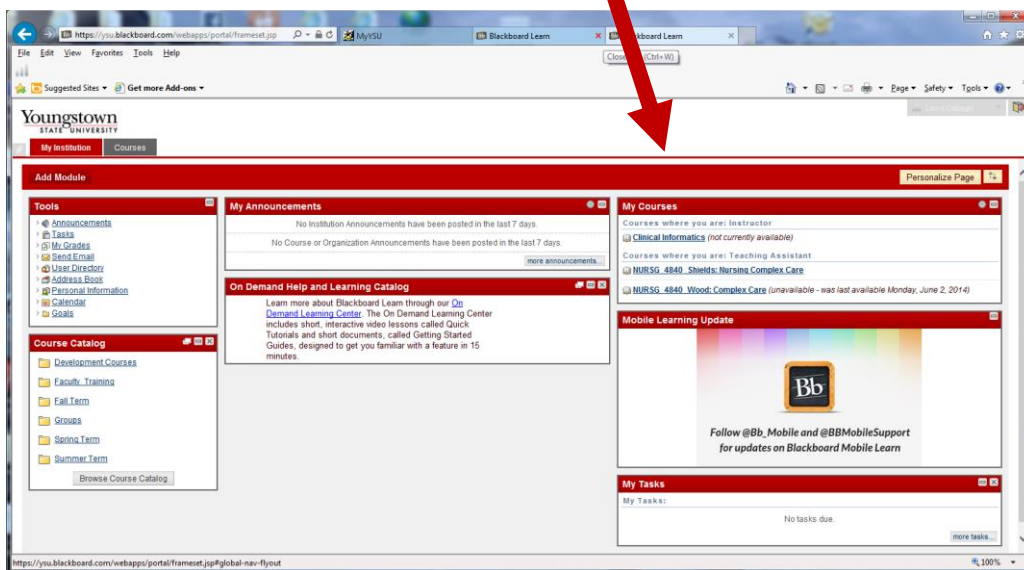 https://ysu.blackboard.com/webapps/portal/frameset.jsp
MyYSU
Blackboard Learn
Blackboard Learn
File Edit View Favorites Tools Help
(Ctrl+W)
Suggested Sites Get more Add-ons
Page Safety Tools
Youngstown
STATE UNIVERSITY
My Institution Courses
Add Module
Personalize Page
Tools
Announcements
Tasks
My Grades
Send Email
User Directory
Address Book
Personal Information
Calendar
Goals
Course Catalog
Development Courses
Faculty Training
Fall Term
Groups
Spring Term
Summer Term
Browse Course Catalog
My Announcements
No Institution Announcements have been posted in the last 7 days.
No Course or Organization Announcements have been posted in the last 7 days.
more announcements...
On Demand Help and Learning Catalog
Learn more about Blackboard Learn through our On
Demand Learning Center. The On Demand Learning Center
includes short, interactive video lessons called Quick
Tutorials and short documents, called Getting Started
Guides, designed to get you familiar with a feature in 15
minutes.
My Courses
Courses where you are: Instructor
Clinical Informatics (not currently available)
Courses where you are: Teaching Assistant
NURSG_4840_Shields: Nursing Complex Care
NURSG_4840_Wood: Complex Care (unavailable - was last available Monday, June 2, 2014)
Mobile Learning Update
Bb
Follow @Bb_Mobile and @BBMobileSupport
for updates on Blackboard Mobile Learn
My Tasks
My Tasks:
No tasks due.
more tasks...
https://ysu.blackboard.com/webapps/portal/frameset.jsp#global-nav-flyout
100%